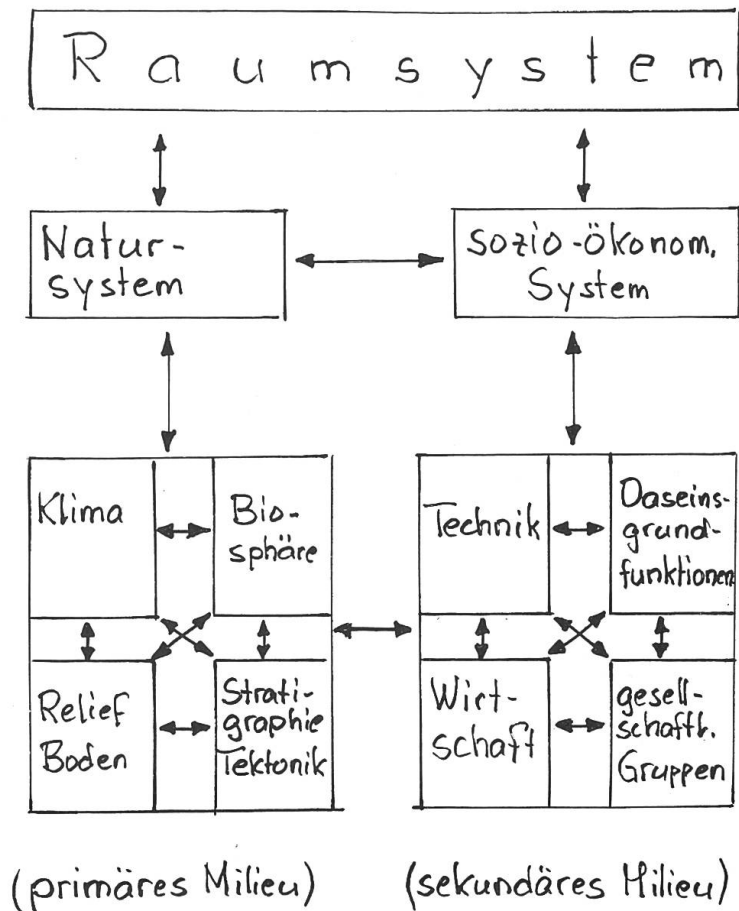 Raumsystem
Natur-
system
Sozio-ökonom.
System
Klima
Bio-
sphäre
Relief
Boden
Strati-
graphie
Tektonik
Technik
Daseins-
grund-
funktionen
Wirt-
schaft
gesell-
schaftl.
Gruppen
(primäres Milieu)
(sekundäres Milieu)